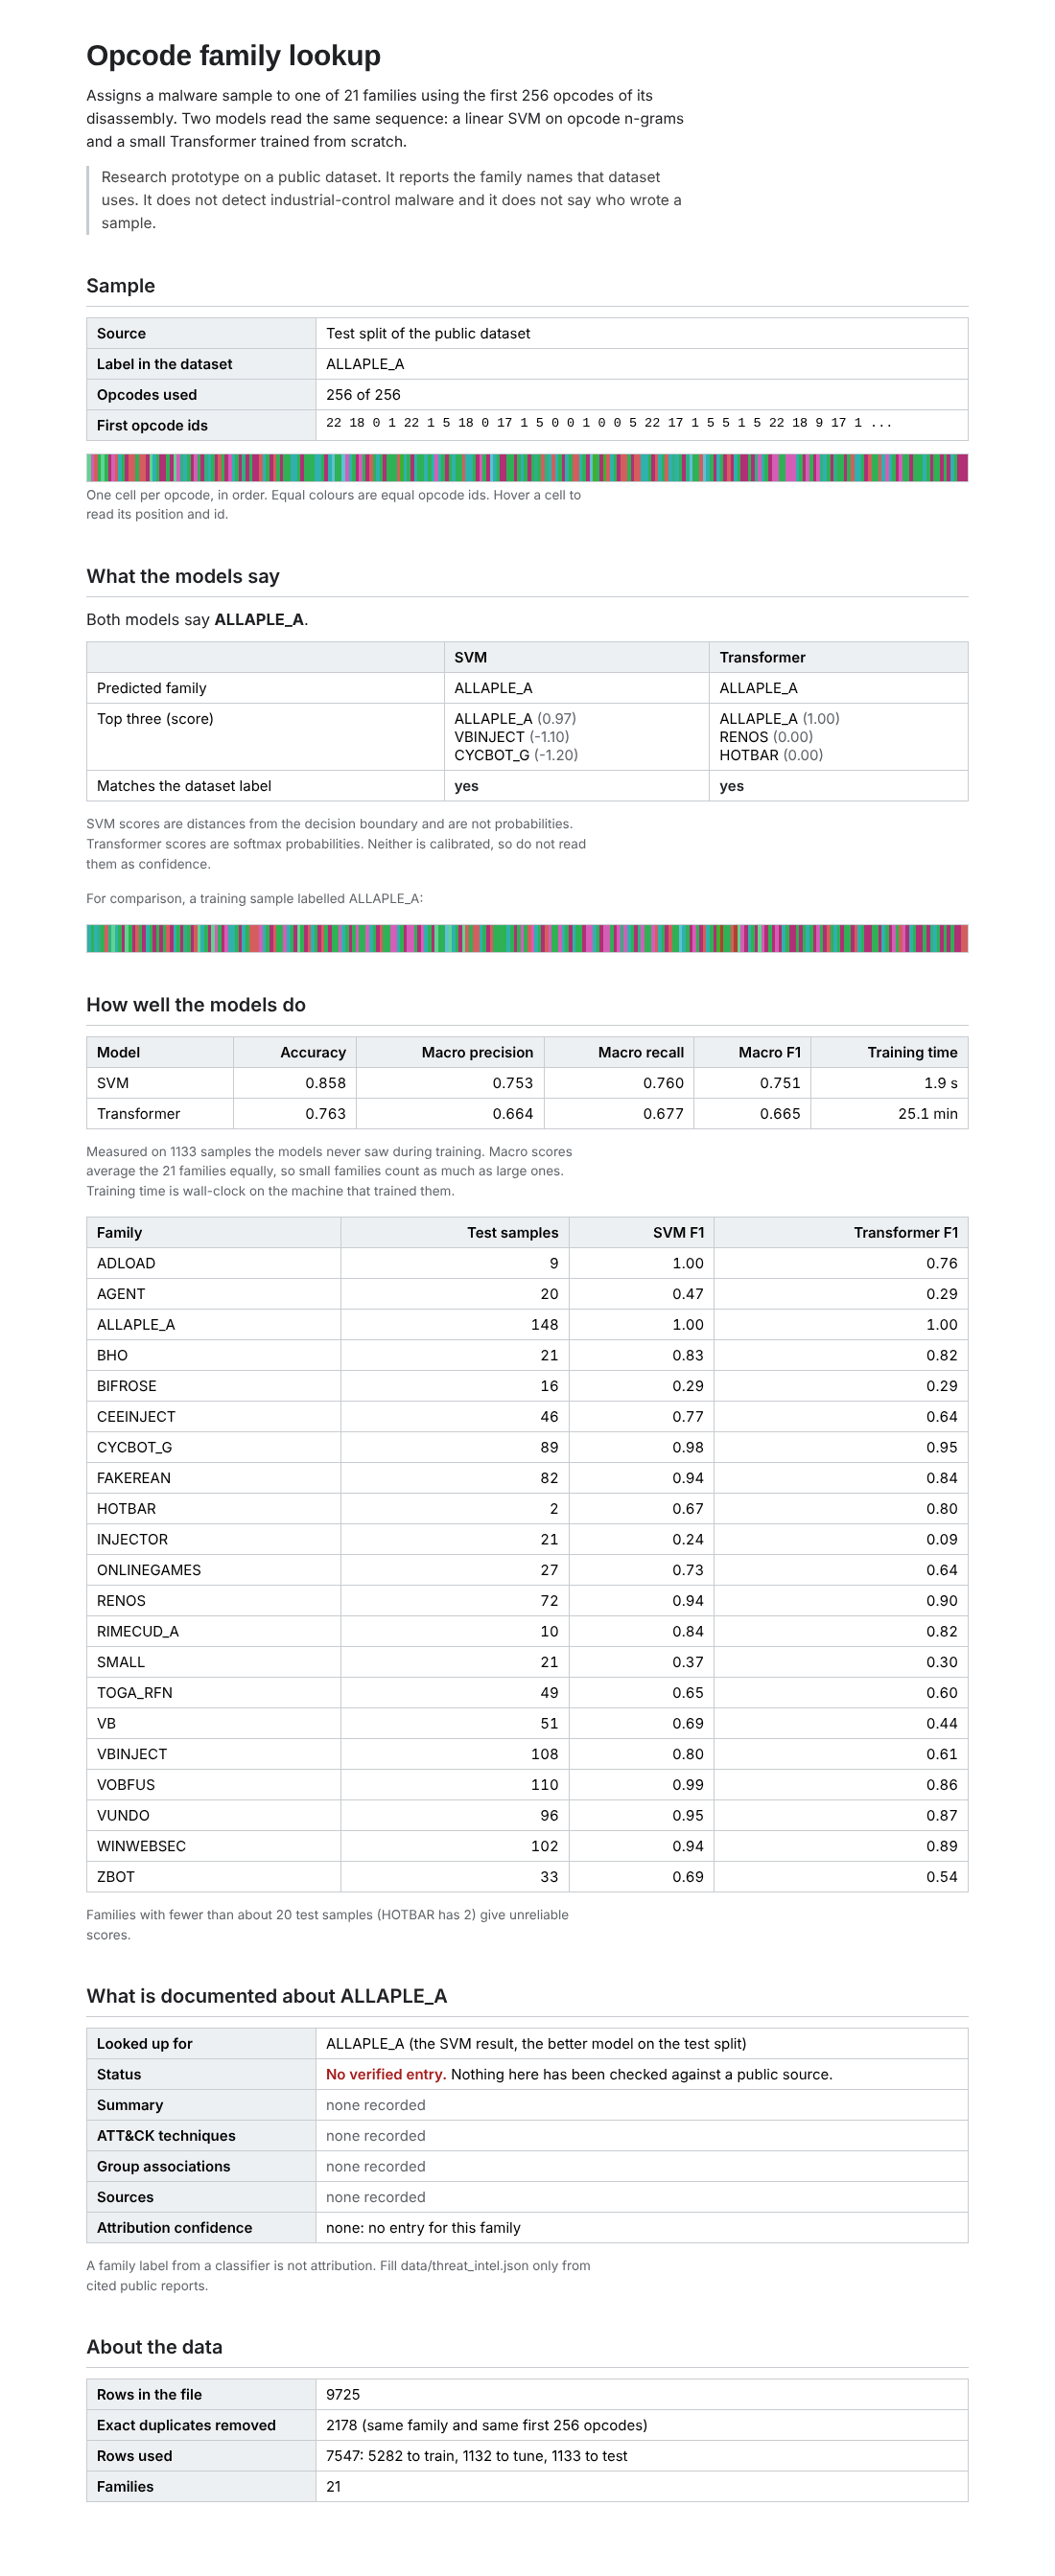 Opcode family lookup
Assigns a malware sample to one of 21 families using the first 256 opcodes of its
disassembly. Two models read the same sequence: a linear SVM on opcode n-grams
and a small Transformer trained from scratch.
Research prototype on a public dataset. It reports the family names that dataset
uses. It does not detect industrial-control malware and it does not say who wrote a
sample.
Sample
Source Test split of the public dataset
Label in the dataset ALLAPLE_A
Opcodes used 256 of 256
First opcode ids 22 18 0 1 22 1 5 18 0 17 1 5 0 0 1 0 0 5 22 17 1 5 5 1 5 22 18 9 17 1 ...
One cell per opcode, in order. Equal colours are equal opcode ids. Hover a cell to
read its position and id.
What the models say
Both models say ALLAPLE_A.
SVM Transformer
Predicted family ALLAPLE_A ALLAPLE_A
Top three (score) ALLAPLE_A (0.97) ALLAPLE_A (1.00)
VBINJECT (-1.10) RENOS (0.00)
CYCBOT_G (-1.20) HOTBAR (0.00)
Matches the dataset label yes yes
SVM scores are distances from the decision boundary and are not probabilities.
Transformer scores are softmax probabilities. Neither is calibrated, so do not read
them as confidence.
For comparison, a training sample labelled ALLAPLE_A:
How well the models do
Model Accuracy Macro precision Macro recall Macro F1 Training time
SVM 0.858 0.753 0.760 0.751 1.9 s
Transformer 0.763 0.664 0.677 0.665 25.1 min
Measured on 1133 samples the models never saw during training. Macro scores
average the 21 families equally, so small families count as much as large ones.
Training time is wall-clock on the machine that trained them.
Family Test samples SVM F1 Transformer F1
ADLOAD 9 1.00 0.76
AGENT 20 0.47 0.29
ALLAPLE_A 148 1.00 1.00
BHO 21 0.83 0.82
BIFROSE 16 0.29 0.29
CEEINJECT 46 0.77 0.64
CYCBOT_G 89 0.98 0.95
FAKEREAN 82 0.94 0.84
HOTBAR 2 0.67 0.80
INJECTOR 21 0.24 0.09
ONLINEGAMES 27 0.73 0.64
RENOS 72 0.94 0.90
RIMECUD_A 10 0.84 0.82
SMALL 21 0.37 0.30
TOGA_RFN 49 0.65 0.60
VB 51 0.69 0.44
VBINJECT 108 0.80 0.61
VOBFUS 110 0.99 0.86
VUNDO 96 0.95 0.87
WINWEBSEC 102 0.94 0.89
ZBOT 33 0.69 0.54
Families with fewer than about 20 test samples (HOTBAR has 2) give unreliable
scores.
What is documented about ALLAPLE_A
Looked up for ALLAPLE_A (the SVM result, the better model on the test split)
Status No verified entry. Nothing here has been checked against a public source.
Summary none recorded
ATT&CK techniques none recorded
Group associations none recorded
Sources none recorded
Attribution confidence none: no entry for this family
A family label from a classifier is not attribution. Fill data/threat_intel.json only from
cited public reports.
About the data
Rows in the file 9725
Exact duplicates removed 2178 (same family and same first 256 opcodes)
Rows used 7547: 5282 to train, 1132 to tune, 1133 to test
Families 21